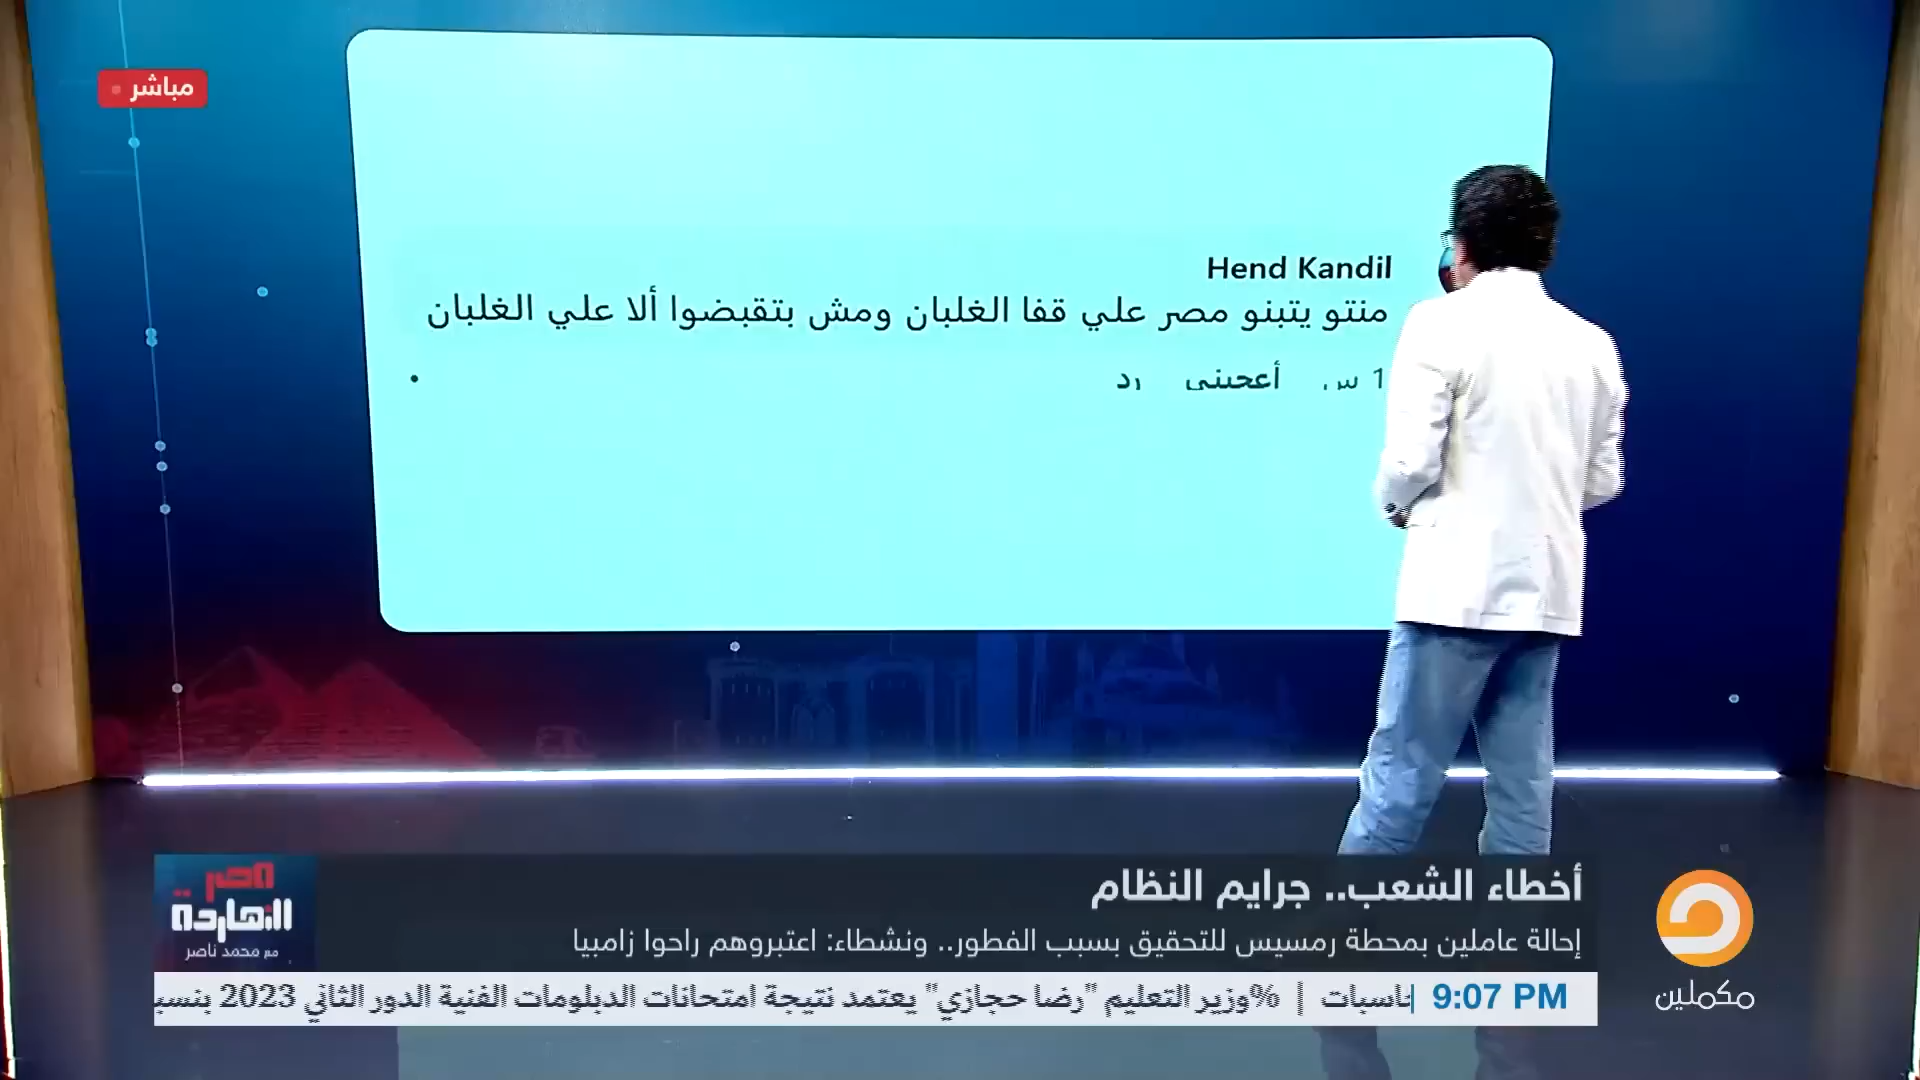 مباشر
Hend Kandil
منتو يتبنو مصر علي قفا الغلبان ومش بتقبضوا ألا علي الغلبان
1 س أعجبني رد
أخطاء الشعب.. جرايم النظام
إحالة عاملين بمحطة رمسيس للتحقيق بسبب الفطور.. ونشطاء: اعتبروهم راحوا زامبيا
مصر
النهاردة
مع محمد ناصر
9:07 PM
%وزير التعليم "رضا حجازي" يعتمد نتيجة امتحانات الدبلومات الفنية الدور الثاني 2023
مكملين